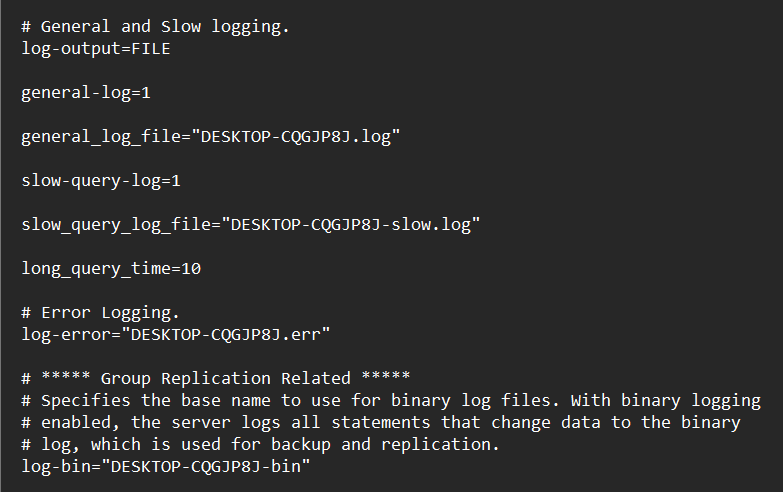 # General and Slow logging.
log-output=FILE
general-log=1
general_log_file="DESKTOP-CQGJP8J.log"
slow-query-log=1
slow_query_log_file="DESKTOP-CQGJP8J-slow.log"
long_query_time=10
# Error Logging.
log-error="DESKTOP-CQGJP8J.err"
# ***** Group Replication Related *****
# Specifies the base name to use for binary log files. With binary logging
# enabled, the server logs all statements that change data to the binary
# log, which is used for backup and replication.
log-bin="DESKTOP-CQGJP8J-bin"